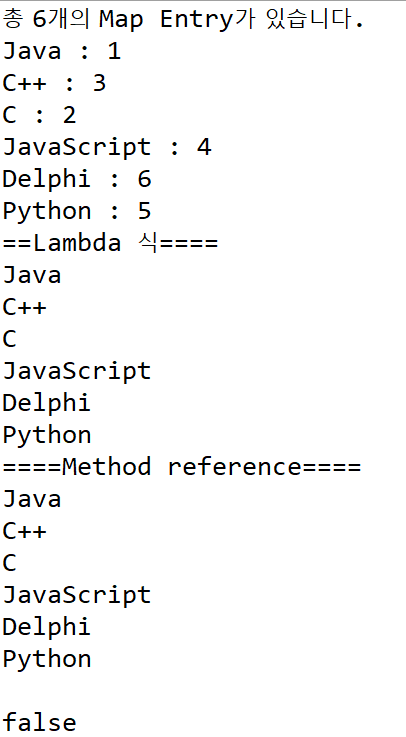 총 6개의 Map Entry가 있습니다.
Java : 1
C++ : 3
C : 2
JavaScript : 4
Delphi : 6
Python : 5
==Lambda 식====
Java
C++
C
JavaScript
Delphi
Python
====Method reference====
Java
C++
C
JavaScript
Delphi
Python
false